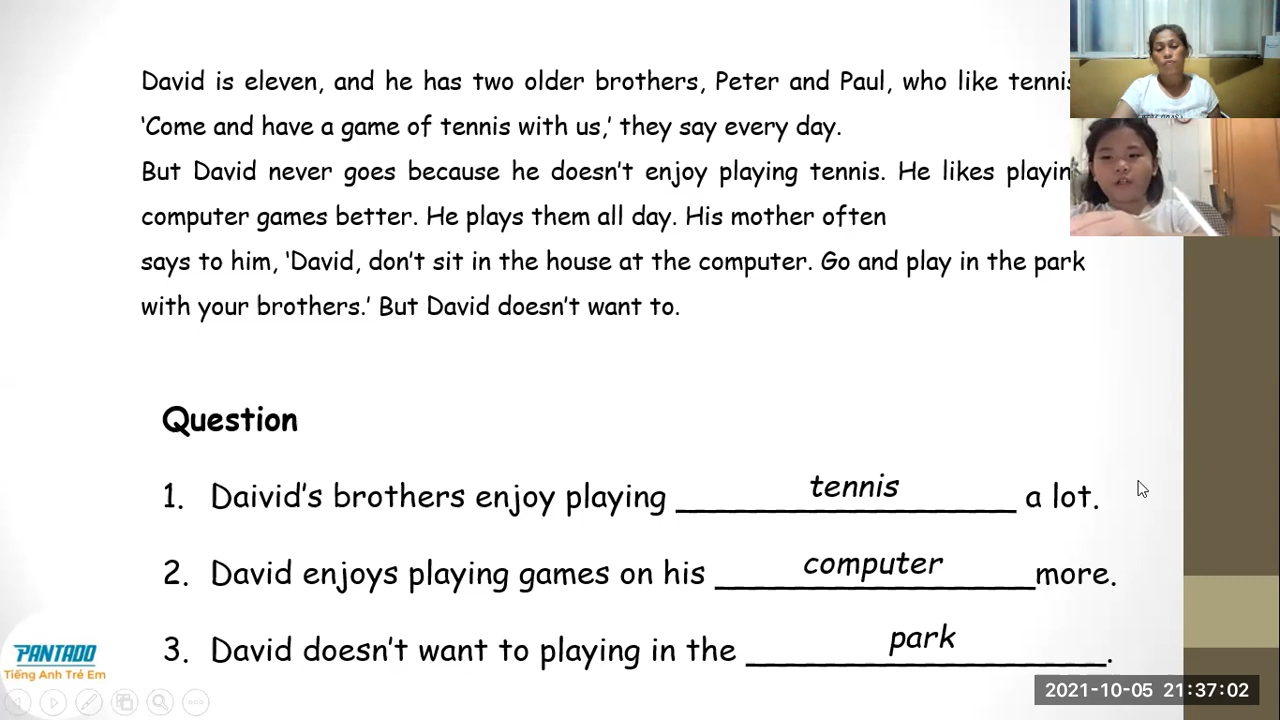 David is eleven, and he has two older brothers, Peter and Paul, who like tennis
‘Come and have a game of tennis with us,’ they say every day.
But David never goes because he doesn’t enjoy playing tennis. He likes playin
computer games better. He plays them all day. His mother often
says to him, ‘David, don’t sit in the house at the computer. Go and play in the park
with your brothers.’ But David doesn’t want to.
Question
1. Daivid’s brothers enjoy playing tennis a lot.
2. David enjoys playing games on his computer more.
3. David doesn’t want to playing in the park.
PANTADO
Tiếng Anh Trẻ Em
2021-10-05 21:37:02